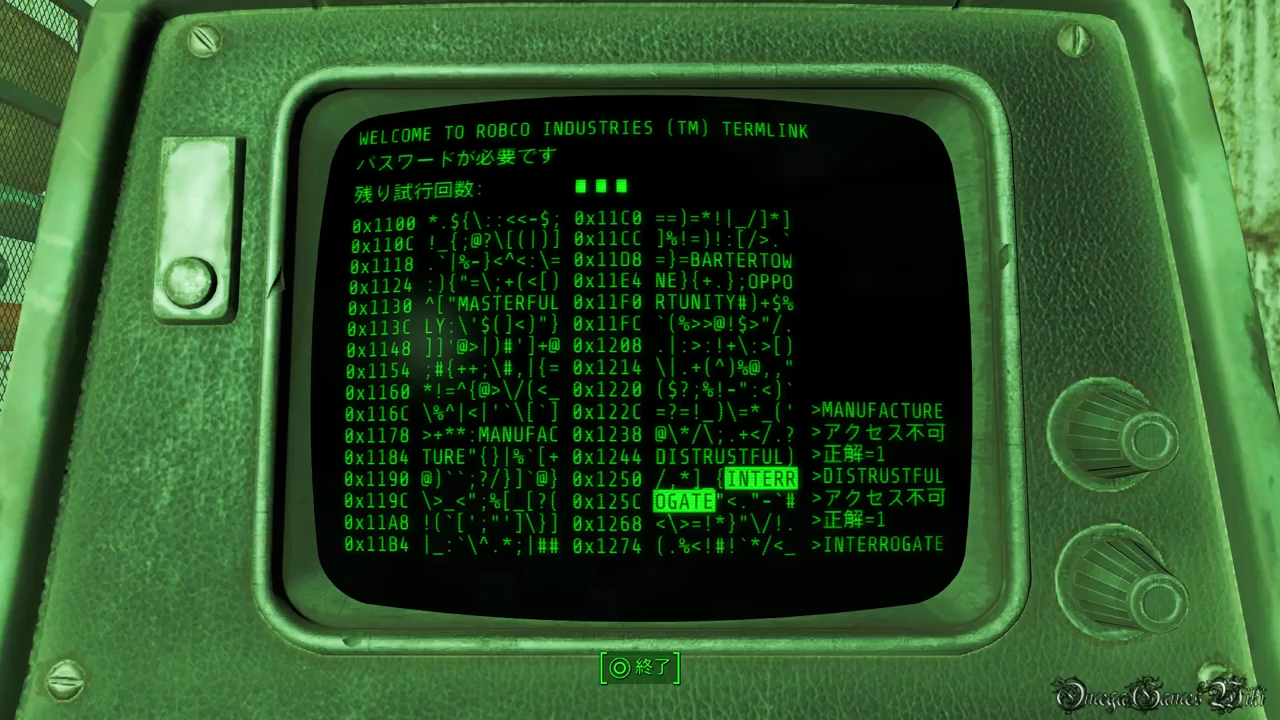 WELCOME TO ROBCO INDUSTRIES (TM) TERMLINK
パスワードが必要です
残り試行回数: ■ ■ ■
0x1100 *.${\::<<-$; 0x11C0 ==)=*!|_/]*]
0x110C !_{;@?\[(|)] 0x11CC ]%!=)!:[/>.`
0x1118 .`|%-}<^<:\= 0x11D8 =}=BARTERTOW
0x1124 :){"=\;+(<[) 0x11E4 NE}{+.};OPPO
0x1130 ^["MASTERFUL 0x11F0 RTUNITY#)+$%
0x113C LY:\'$(]<)"} 0x11FC `(%>>@!$>"/.
0x1148 ]]'@>|)#']+@ 0x1208 .|:>:!+\:>[)
0x1154 ;#{++;\#,|{= 0x1214 \|.+(^)%@,,"
0x1160 *!=^{@>\/(<_ 0x1220 ($?;%!-":<)`
0x116C \%^|<|'`\[`] 0x122C =?=!_)\=*_(' >MANUFACTURE
0x1178 >+**:MANUFAC 0x1238 @\*/\;.+</.? >アクセス不可
0x1184 TURE"{}|%`[+ 0x1244 DISTRUSTFUL) >正解=1
0x1190 @)``;?/}]`@} 0x1250 /,*]_{INTERR >DISTRUSTFUL
0x119C \>_<";%[_[?( 0x125C OGATE"<."-`# >アクセス不可
0x11A8 !(`[';"']\}] 0x1268 <\>=!*}"\/!. >正解=1
0x11B4 |_:`\^.*;|## 0x1274 (.%<!#!`*/<_ >INTERROGATE
[◎ 終了]
Omega Games Wiki